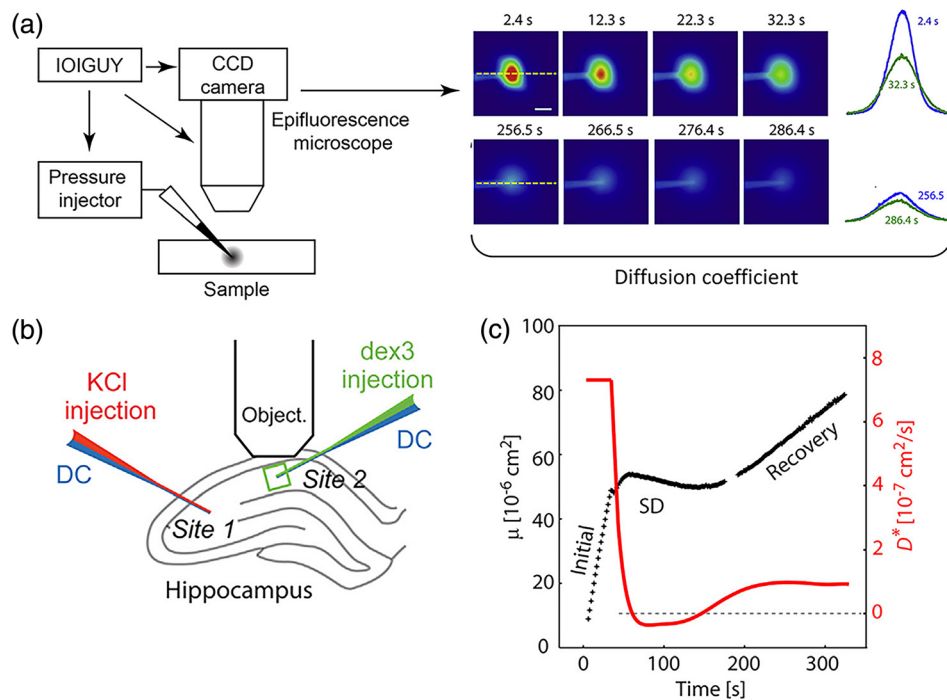 (a)
IOIGUY
CCD
camera
Epifluorescence
microscope
Pressure
injector
Sample
2.4 s
12.3 s
22.3 s
32.3 s
2.4 s
32.3 s
256.5 s
266.5 s
276.4 s
286.4 s
256.5
286.4 s
Diffusion coefficient
(b)
KCl
injection
DC
Object.
dex3
injection
DC
Site 1
Site 2
Hippocampus
(c)
μ [10⁻⁶ cm²]
100
80
60
40
20
0
Initial
SD
Recovery
8
6
4
2
0
D* [10⁻⁷ cm²/s]
0
100
200
300
Time [s]